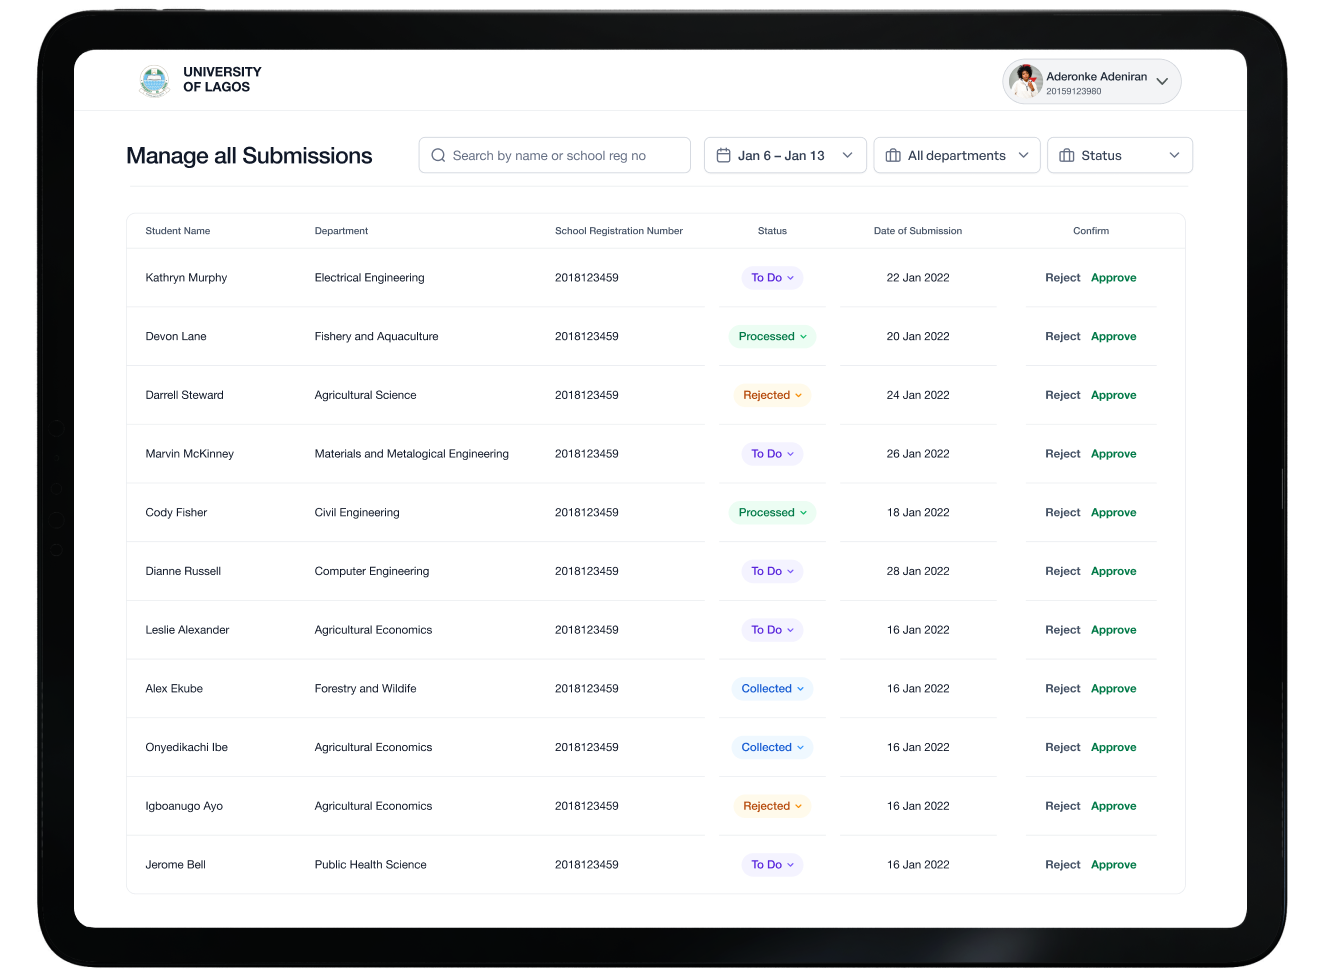 UNIVERSITY
OF LAGOS
Aderonke Adeniran
20159123980
Manage all Submissions
Search by name or school reg no
Jan 6 – Jan 13
All departments
Status
Student Name Department School Registration Number Status Date of Submission Confirm
Kathryn Murphy Electrical Engineering 2018123459 To Do 22 Jan 2022 Reject Approve
Devon Lane Fishery and Aquaculture 2018123459 Processed 20 Jan 2022 Reject Approve
Darrell Steward Agricultural Science 2018123459 Rejected 24 Jan 2022 Reject Approve
Marvin McKinney Materials and Metalogical Engineering 2018123459 To Do 26 Jan 2022 Reject Approve
Cody Fisher Civil Engineering 2018123459 Processed 18 Jan 2022 Reject Approve
Dianne Russell Computer Engineering 2018123459 To Do 28 Jan 2022 Reject Approve
Leslie Alexander Agricultural Economics 2018123459 To Do 16 Jan 2022 Reject Approve
Alex Ekube Forestry and Wildife 2018123459 Collected 16 Jan 2022 Reject Approve
Onyedikachi Ibe Agricultural Economics 2018123459 Collected 16 Jan 2022 Reject Approve
Igboanugo Ayo Agricultural Economics 2018123459 Rejected 16 Jan 2022 Reject Approve
Jerome Bell Public Health Science 2018123459 To Do 16 Jan 2022 Reject Approve